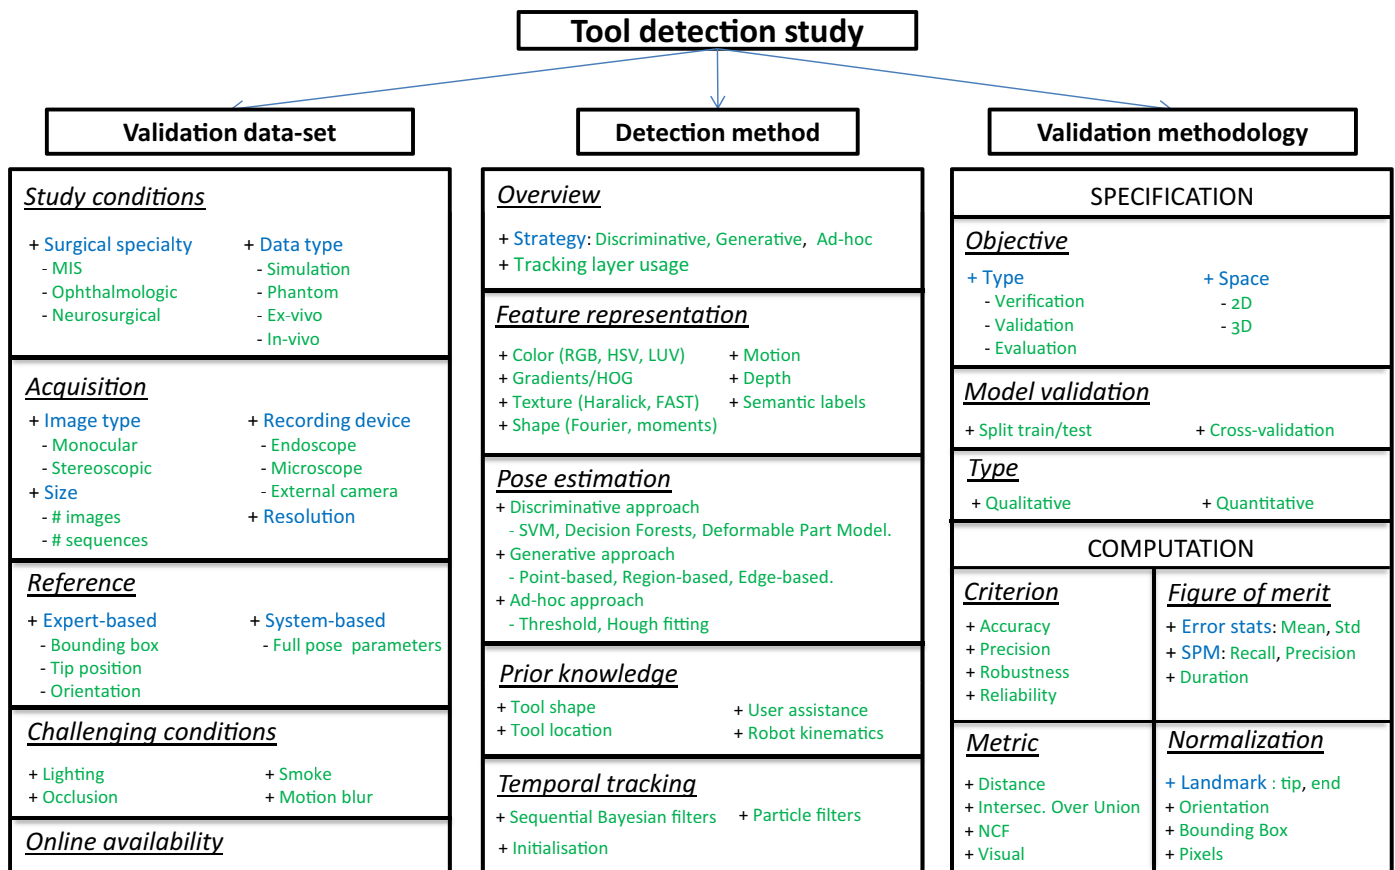 Tool detection study
Validation data-set
Study conditions
+ Surgical specialty
- MIS
- Ophthalmologic
- Neurosurgical
+ Data type
- Simulation
- Phantom
- Ex-vivo
- In-vivo
Acquisition
+ Image type
- Monocular
- Stereoscopic
+ Size
- # images
- # sequences
+ Recording device
- Endoscope
- Microscope
- External camera
+ Resolution
Reference
+ Expert-based
- Bounding box
- Tip position
- Orientation
+ System-based
- Full pose parameters
Challenging conditions
+ Lighting
+ Occlusion
+ Smoke
+ Motion blur
Online availability
Detection method
Overview
+ Strategy: Discriminative, Generative, Ad-hoc
+ Tracking layer usage
Feature representation
+ Color (RGB, HSV, LUV)
+ Gradients/HOG
+ Texture (Haralick, FAST)
+ Shape (Fourier, moments)
+ Motion
+ Depth
+ Semantic labels
Pose estimation
+ Discriminative approach
- SVM, Decision Forests, Deformable Part Model.
+ Generative approach
- Point-based, Region-based, Edge-based.
+ Ad-hoc approach
- Threshold, Hough fitting
Prior knowledge
+ Tool shape
+ Tool location
+ User assistance
+ Robot kinematics
Temporal tracking
+ Sequential Bayesian filters
+ Particle filters
+ Initialisation
Validation methodology
SPECIFICATION
Objective
+ Type
- Verification
- Validation
- Evaluation
+ Space
- 2D
- 3D
Model validation
+ Split train/test
+ Cross-validation
Type
+ Qualitative
+ Quantitative
COMPUTATION
Criterion
+ Accuracy
+ Precision
+ Robustness
+ Reliability
Figure of merit
+ Error stats: Mean, Std
+ SPM: Recall, Precision
+ Duration
Metric
+ Distance
+ Intersec. Over Union
+ NCF
+ Visual
Normalization
+ Landmark : tip, end
+ Orientation
+ Bounding Box
+ Pixels